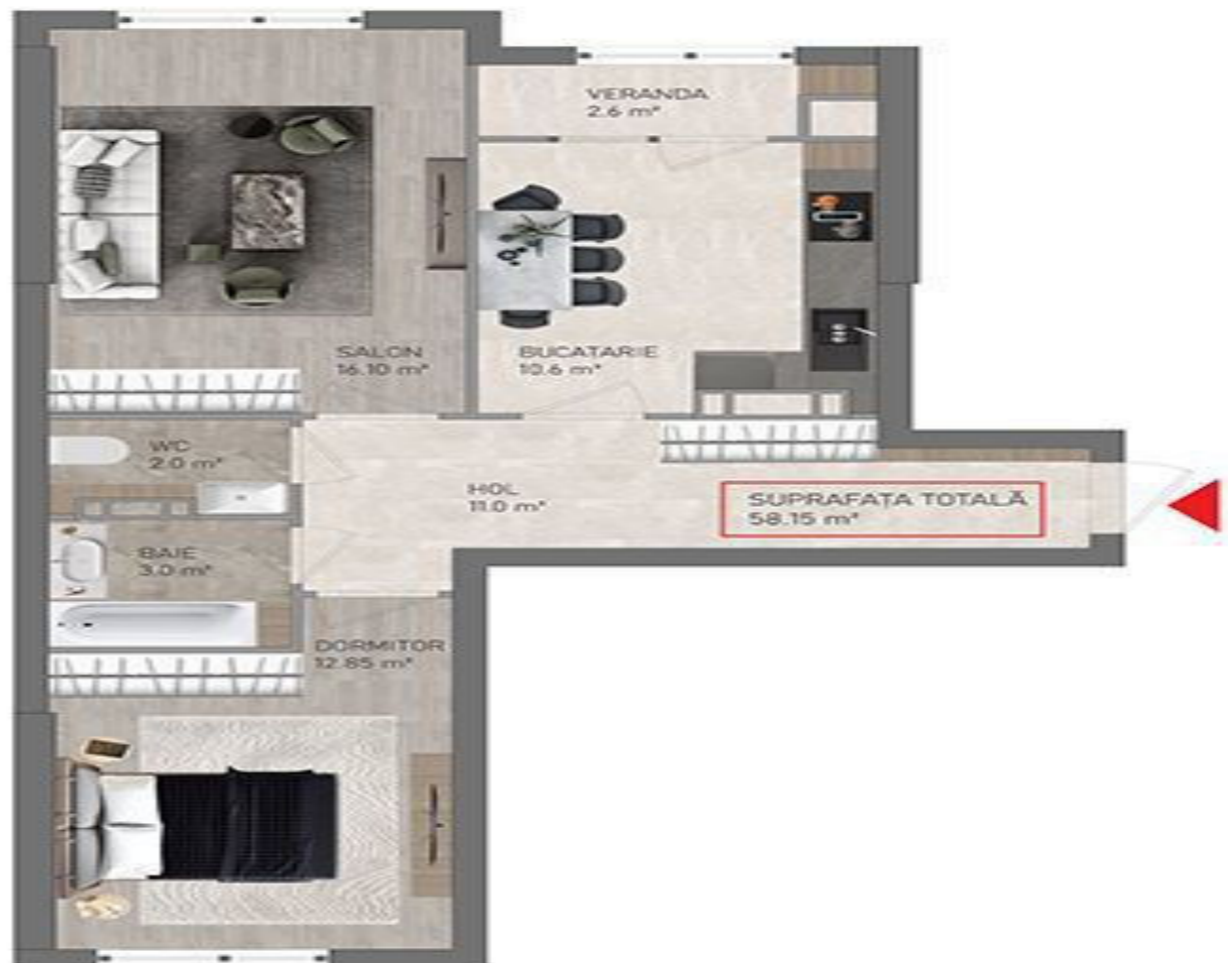 VERANDA
2.6 m²
SALON
16.10 m²
BUCATARIE
10.6 m²
WC
2.0 m²
HOL
11.0 m²
SUPRAFAȚA TOTALĂ
58.15 m²
BAIE
3.0 m²
DORMITOR
12.85 m²